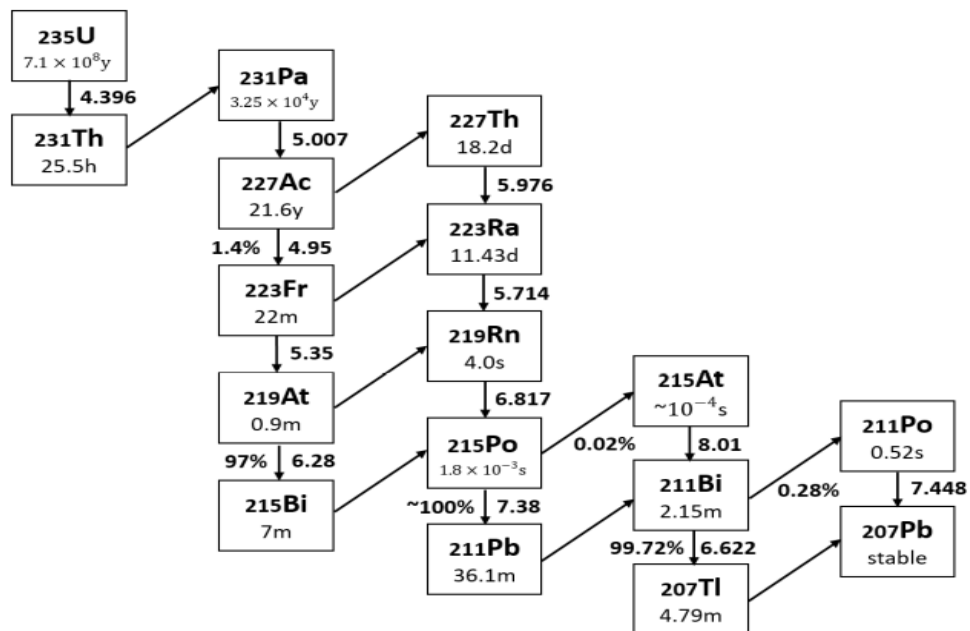 235U
7.1 × 10⁸y
4.396
231Th
25.5h
231Pa
3.25 × 10⁴y
5.007
227Ac
21.6y
1.4% 4.95
223Fr
22m
5.35
219At
0.9m
97% 6.28
215Bi
7m
227Th
18.2d
5.976
223Ra
11.43d
5.714
219Rn
4.0s
6.817
215Po
1.8 × 10⁻³s
~100% 7.38
211Pb
36.1m
0.02%
215At
~10⁻⁴s
8.01
211Bi
2.15m
99.72% 6.622
207Tl
4.79m
0.28%
211Po
0.52s
7.448
207Pb
stable